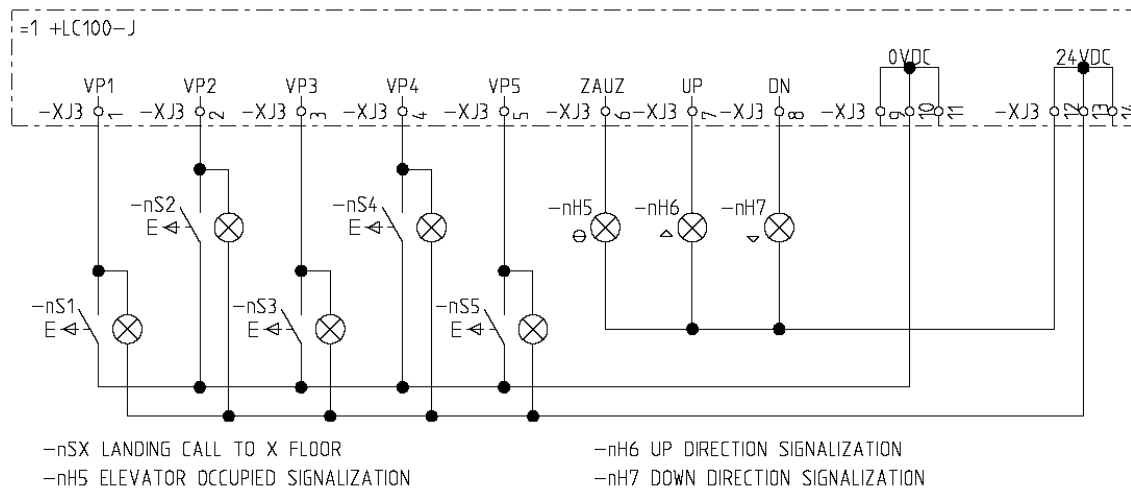 =1 +LC100-J
0VDC 24VDC
VP1 VP2 VP3 VP4 VP5 ZAUZ UP DN
-XJ3 1 -XJ3 2 -XJ3 3 -XJ3 4 -XJ3 5 -XJ3 6 -XJ3 7 -XJ3 8 -XJ3 9 10 11 -XJ3 12 13 14
-nS2 -nS4 -nH5 -nH6 -nH7
E E
-nS1 -nS3 -nS5
E E E
-nSX LANDING CALL TO X FLOOR
-nH5 ELEVATOR OCCUPIED SIGNALIZATION
-nH6 UP DIRECTION SIGNALIZATION
-nH7 DOWN DIRECTION SIGNALIZATION